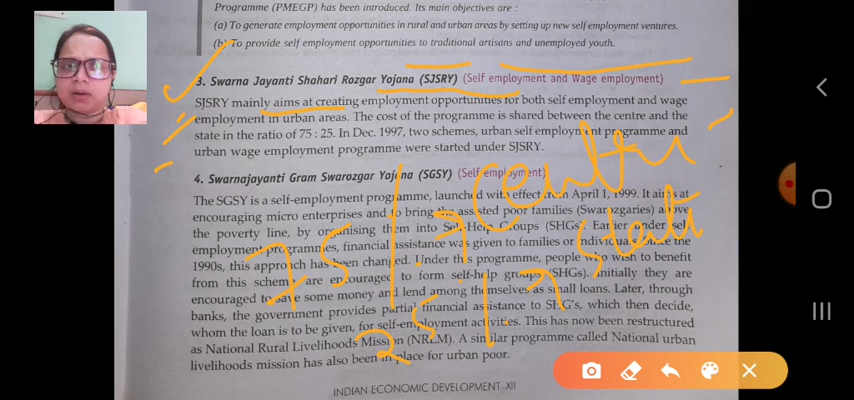 Programme (PMEGP) has been introduced. Its main objectives are :
(a) To generate employment opportunities in rural and urban areas by setting up new self employment ventures.
(b) To provide self employment opportunities to traditional artisans and unemployed youth.
3. Swarna Jayanti Shahari Rozgar Yojana (SJSRY) (Self employment and Wage employment)
SJSRY mainly aims at creating employment opportunities for both self employment and wage
employment in urban areas. The cost of the programme is shared between the centre and the
state in the ratio of 75 : 25. In Dec. 1997, two schemes, urban self employment programme and
urban wage employment programme were started under SJSRY.
4. Swarnajayanti Gram Swarozgar Yojana (SGSY) (Self employment)
The SGSY is a self-employment programme, launched with effect from April 1, 1999. It aims at
encouraging micro enterprises and to bring the assisted poor families (Swarozgaries) above
the poverty line, by organising them into Self-Help Groups (SHGs). Earlier under self
employment programmes, financial assistance was given to families or individuals. Since the
1990s, this approach has been changed. Under this programme, people who wish to benefit
from this scheme are encouraged to form self-help groups (SHGs). Initially they are
encouraged to save some money and lend among themselves as small loans. Later, through
banks, the government provides partial financial assistance to SHG's, which then decide,
whom the loan is to be given, for self-employment activities. This has now been restructured
as National Rural Livelihoods Mission (NRLM). A similar programme called National urban
livelihoods mission has also been in place for urban poor.
INDIAN ECONOMIC DEVELOPMENT-XII
75
25